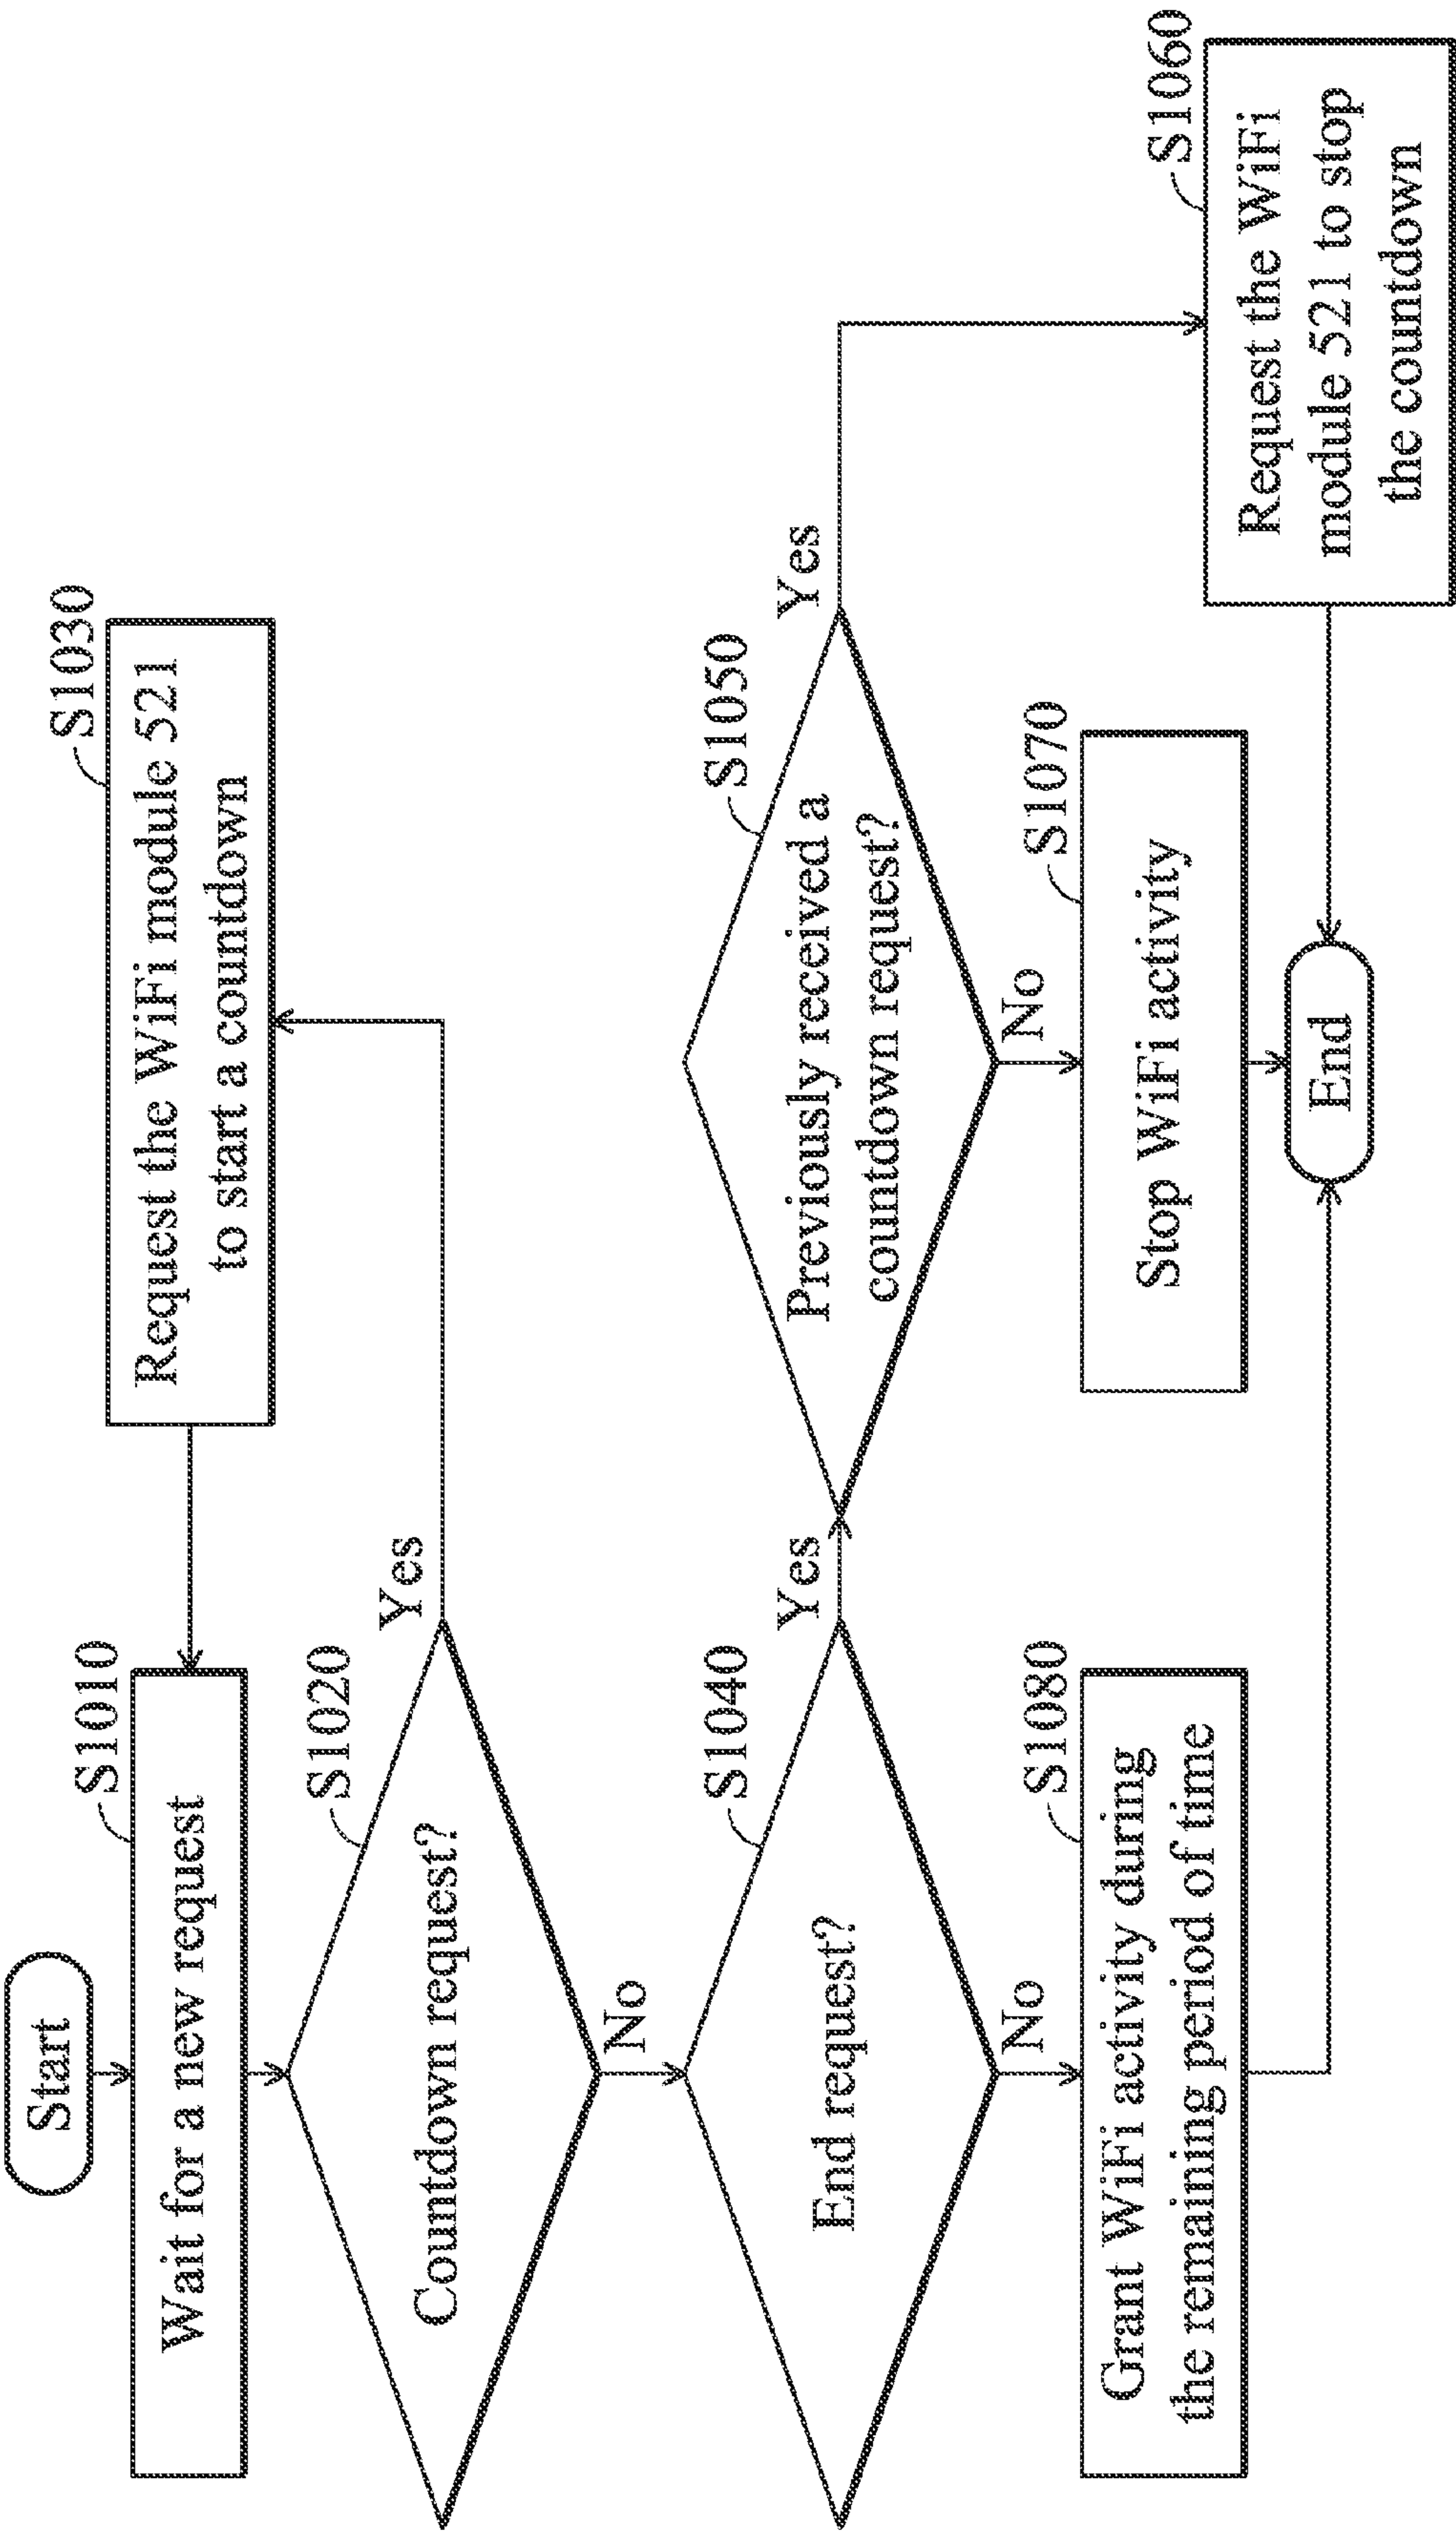 Start
S1010
Wait for a new request
S1030
Request the WiFi module 521
to start a countdown
S1020
Countdown request?
Yes
No
S1040
End request?
Yes
No
S1050
Previously received a
countdown request?
Yes
No
S1080
Grant WiFi activity during
the remaining period of time
S1070
Stop WiFi activity
S1060
Request the WiFi
module 521 to stop
the countdown
End